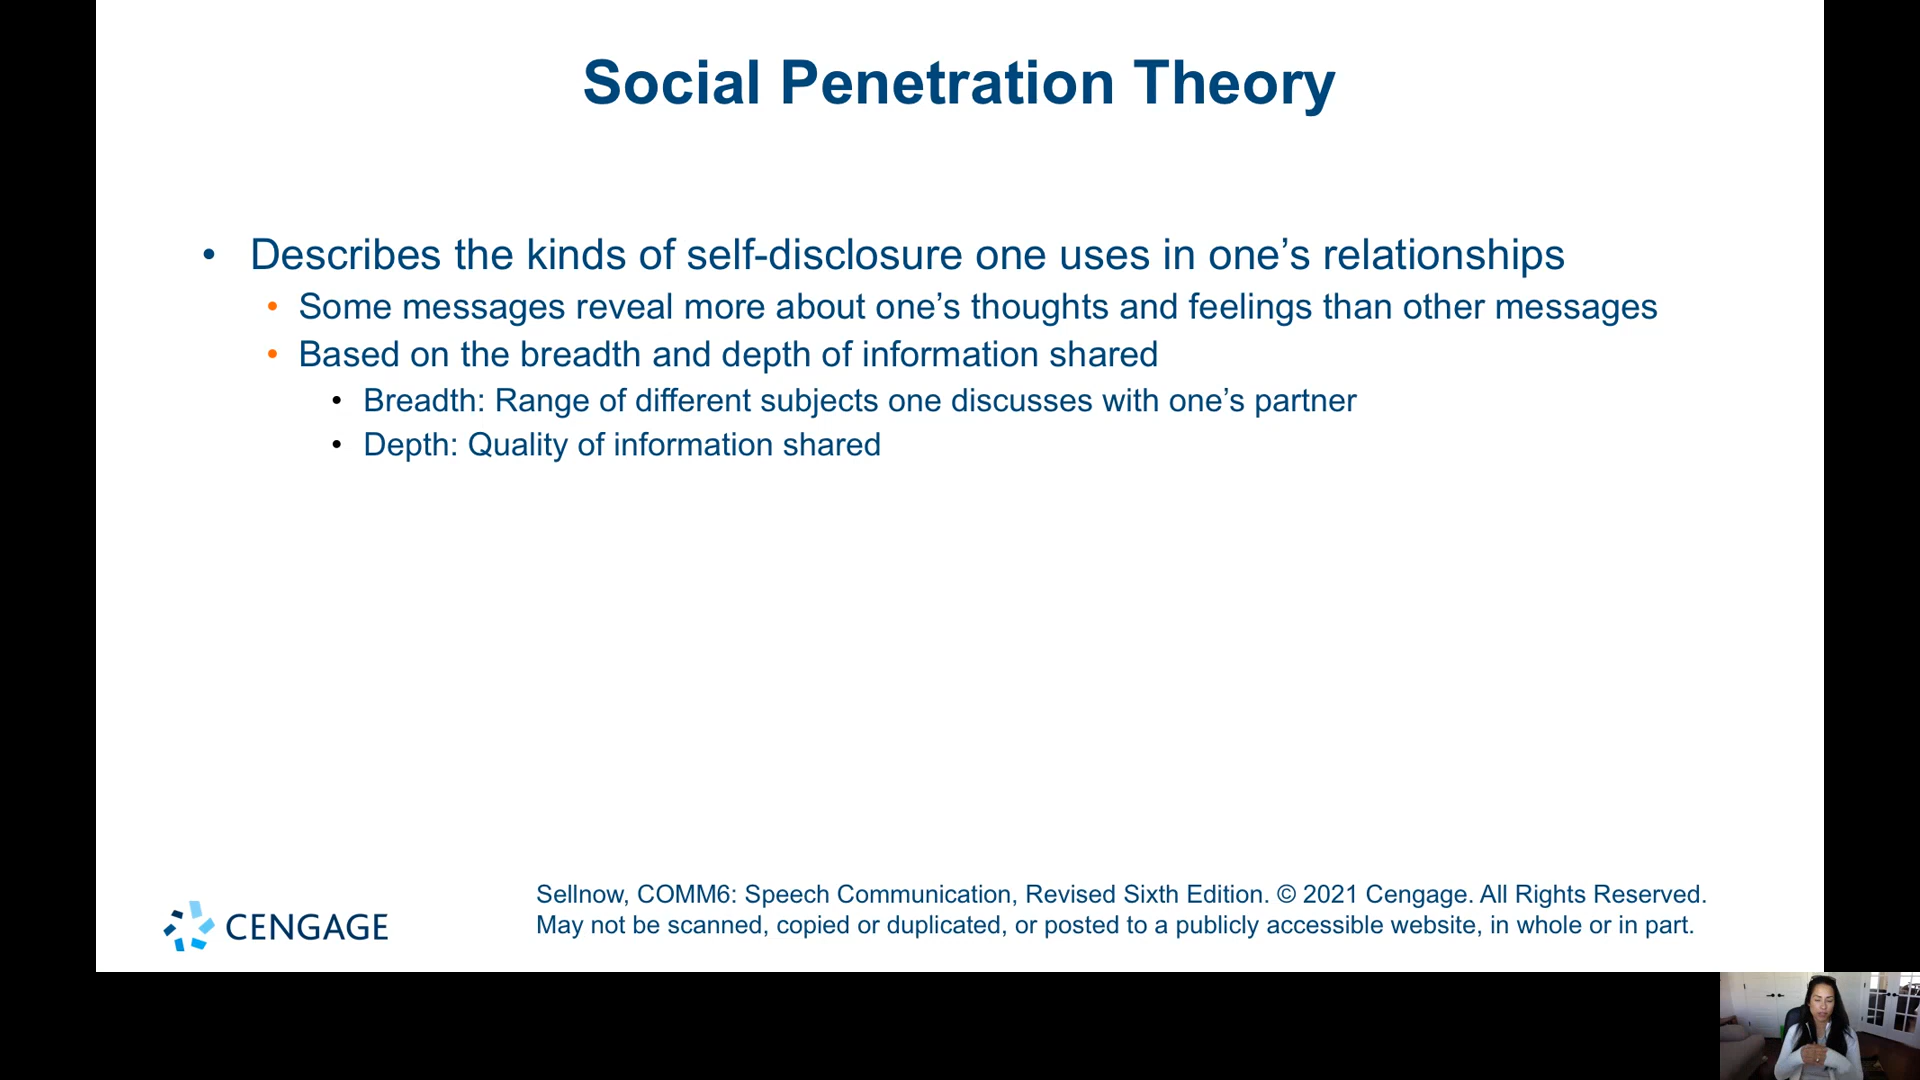 Social Penetration Theory
• Describes the kinds of self-disclosure one uses in one’s relationships
• Some messages reveal more about one’s thoughts and feelings than other messages
• Based on the breadth and depth of information shared
• Breadth: Range of different subjects one discusses with one’s partner
• Depth: Quality of information shared
CENGAGE
Sellnow, COMM6: Speech Communication, Revised Sixth Edition. © 2021 Cengage. All Rights Reserved.
May not be scanned, copied or duplicated, or posted to a publicly accessible website, in whole or in part.